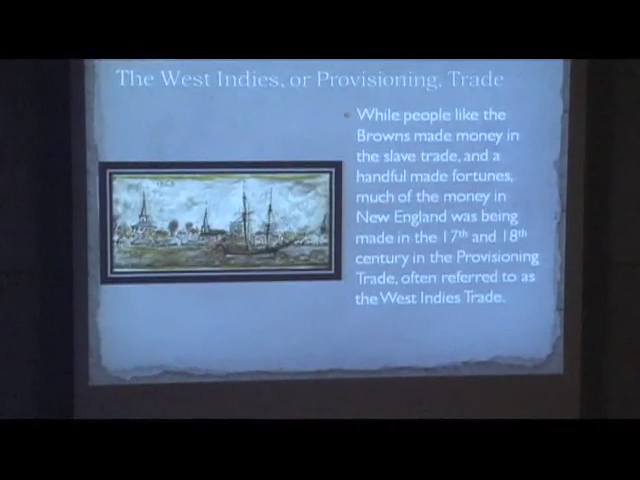 The West Indies, or Provisioning, Trade
While people like the
Browns made money in
the slave trade, and a
handful made fortunes,
much of the money in
New England was being
made in the 17th and 18th
century in the Provisioning
Trade, often referred to as
the West Indies Trade.